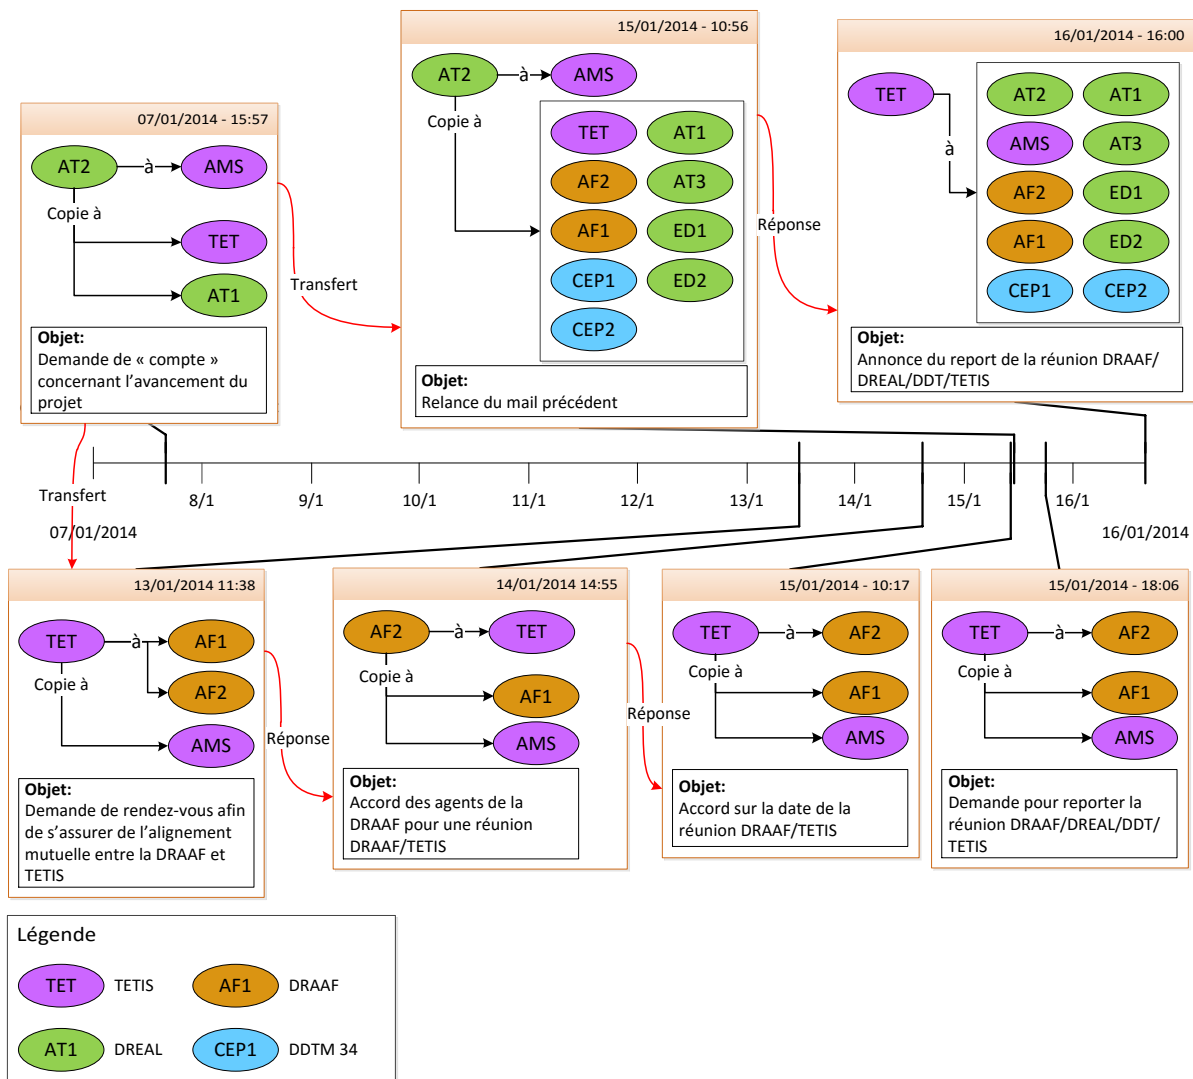 07/01/2014 - 15:57
AT2
à
AMS
Copie à
TET
AT1
Objet:
Demande de « compte »
concernant l'avancement du
projet
Transfert
15/01/2014 - 10:56
AT2
à
AMS
Copie à
TET
AT1
AF2
AT3
AF1
ED1
CEP1
ED2
CEP2
Objet:
Relance du mail précédent
Réponse
16/01/2014 - 16:00
TET
à
AT2
AT1
AMS
AT3
AF2
ED1
AF1
ED2
CEP1
CEP2
Objet:
Annonce du report de la réunion DRAAF/
DREAL/DDT/TETIS
Transfert
8/1
9/1
10/1
11/1
12/1
13/1
14/1
15/1
16/1
07/01/2014
16/01/2014
13/01/2014 11:38
TET
à
AF1
Copie à
AF2
AMS
Objet:
Demande de rendez-vous afin
de s'assurer de l'alignement
mutuelle entre la DRAAF et
TETIS
Réponse
14/01/2014 14:55
AF2
à
TET
Copie à
AF1
AMS
Objet:
Accord des agents de la
DRAAF pour une réunion
DRAAF/TETIS
Réponse
15/01/2014 - 10:17
TET
à
AF2
Copie à
AF1
AMS
Objet:
Accord sur la date de la
réunion DRAAF/TETIS
15/01/2014 - 18:06
TET
à
AF2
Copie à
AF1
AMS
Objet:
Demande pour reporter la
réunion DRAAF/DREAL/DDT/
TETIS
Légende
TET
TETIS
AF1
DRAAF
AT1
DREAL
CEP1
DDTM 34